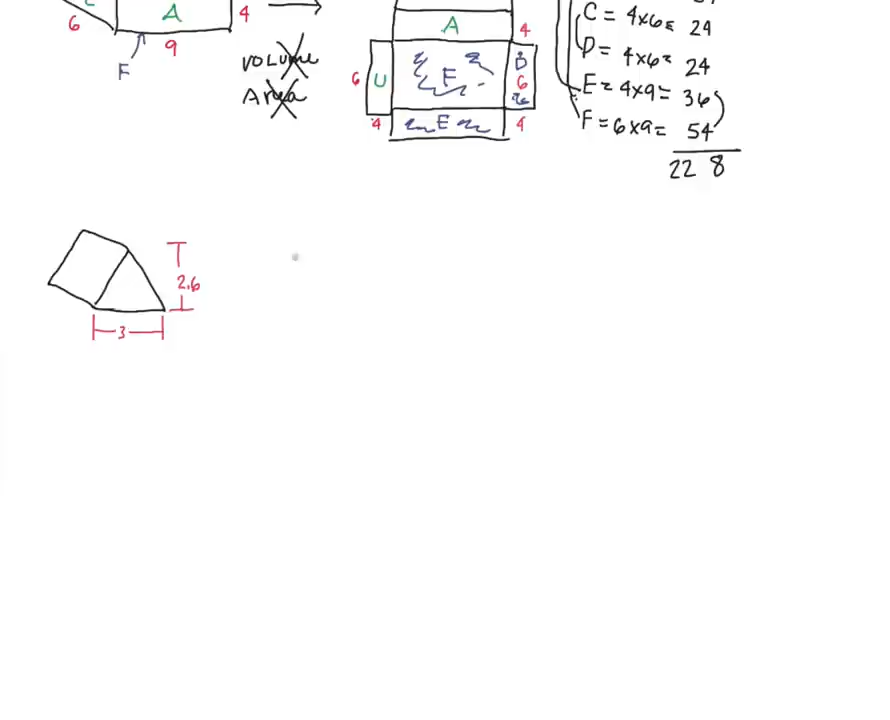 6
A
4
9
F
VOLUME
Area
A
4
6
U
F
D
6
4
E
4
C = 4x6= 24
D = 4x6= 24
E = 4x9= 36
F = 6x9= 54
228
2.6
3